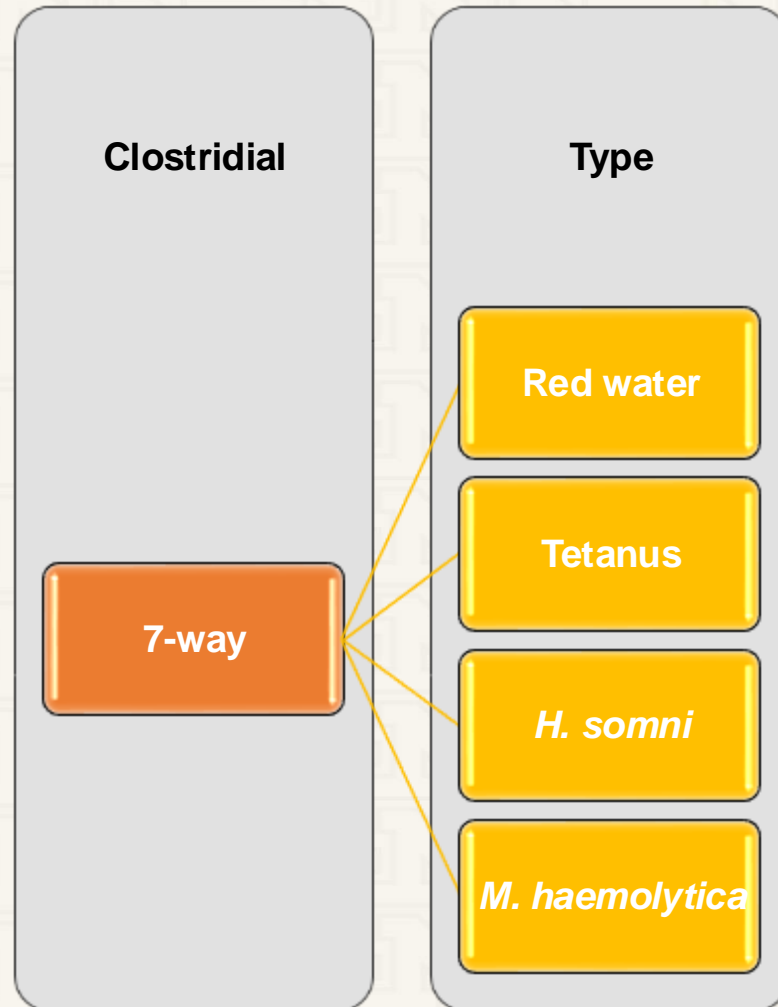 Clostridial
Type
7-way
Red water
Tetanus
H. somni
M. haemolytica